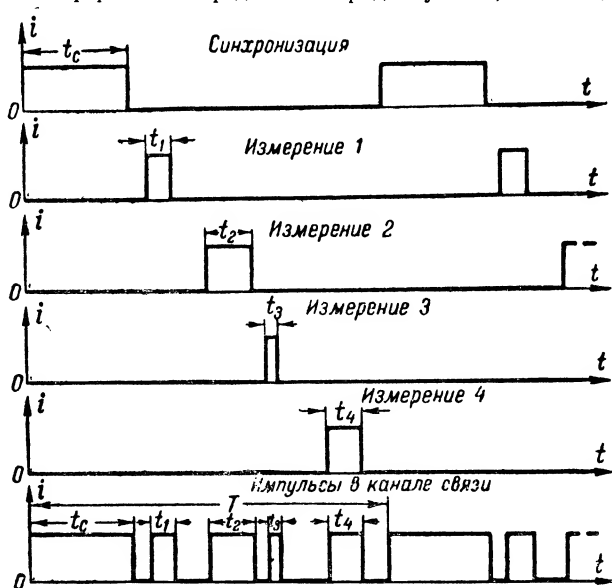 i Синхронизация
t_c
0 t
i t_1 Измерение 1
0 t
i t_2 Измерение 2
0 t
i t_3 Измерение 3
0 t
i t_4 Измерение 4
0 t
i Импульсы в канале связи
T
t_c t_1 t_2 t_3 t_4
0 t